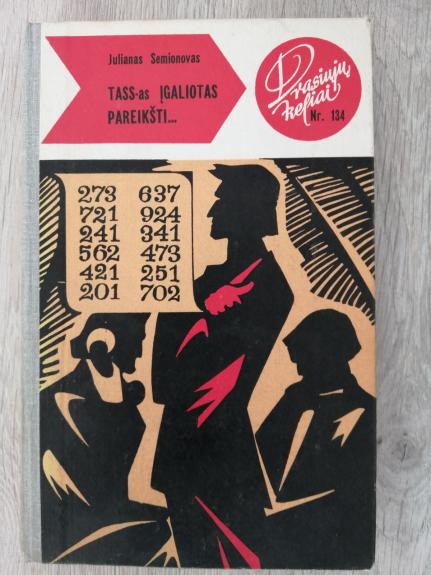 Julianas Semionovas
TASS-as ĮGALIOTAS
PAREIKŠTI...
Drąsiųjų
keliai
Nr. 134
273 637
721 924
241 341
562 473
421 251
201 702